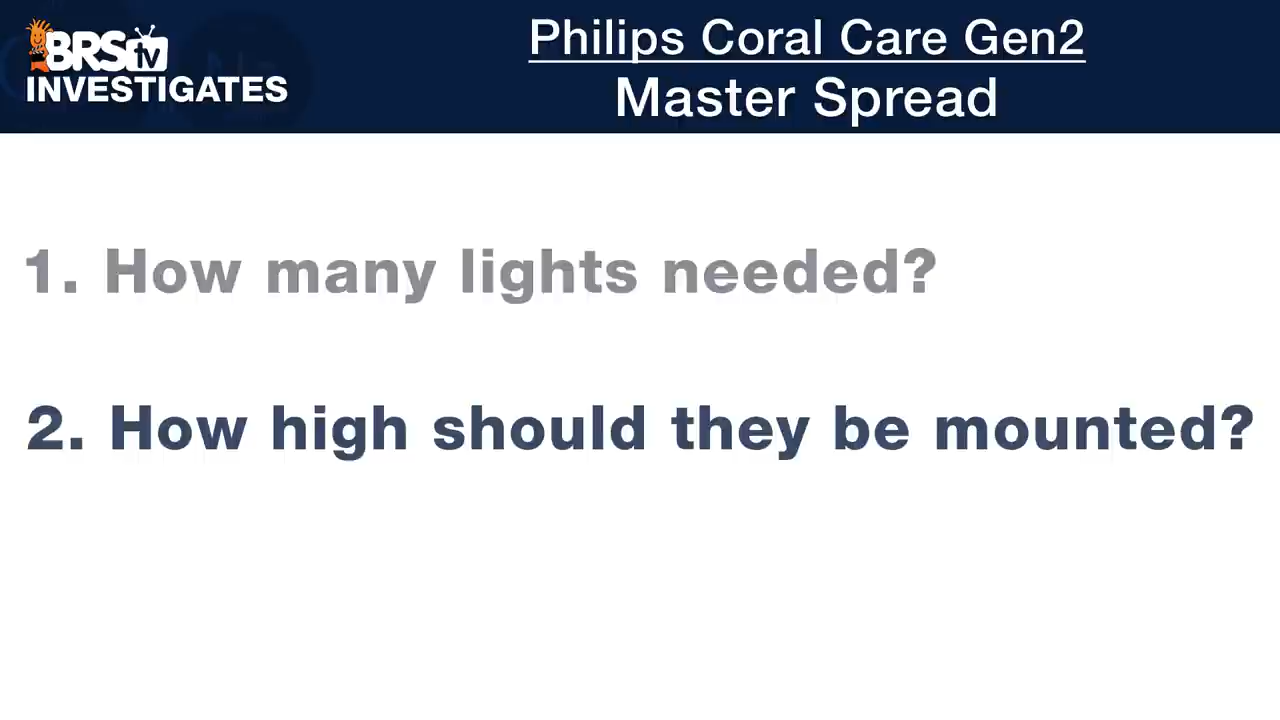 BRStv
INVESTIGATES
Philips Coral Care Gen2
Master Spread
1. How many lights needed?
2. How high should they be mounted?